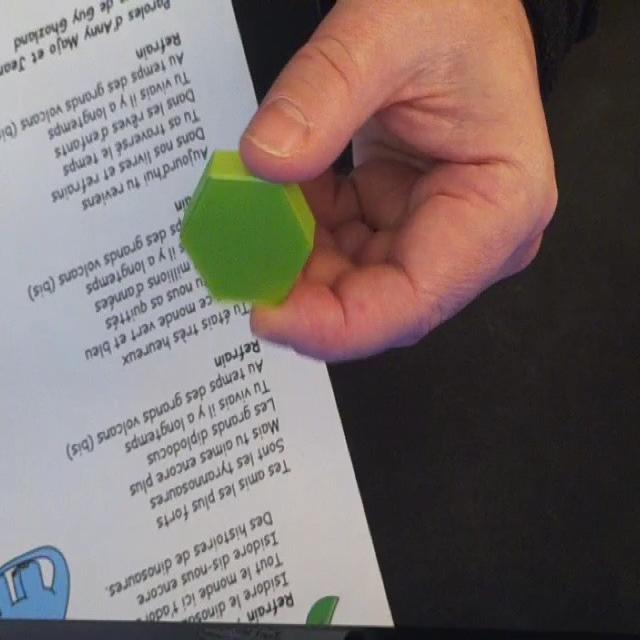 Refrain
Isidore le
Tout le monde ici
Isidore dis-nous encore
Des histoires de dinosaures.
Tes amis les plus forts
Sont les tyrannosaures
Mais tu aimes encore plus
Les grands diplodocus
Tu vivais il y a longtemps
Au temps des grands volcans (bis)
Refrain
Tu étais très heureux
ce monde vert et bleu
nous as quittés
millions d'années
il y a longtemps
des grands volcans (bis)
Aujourd'hui tu reviens
Dans nos livres et refrains
Tu as traversé le temps
Dans les rêves d'enfants
Tu vivais il y a longtemps
Au temps des grands volcans (bis)
Refrain
Paroles d'Amy Majo et Jean
de Guy Ghozland